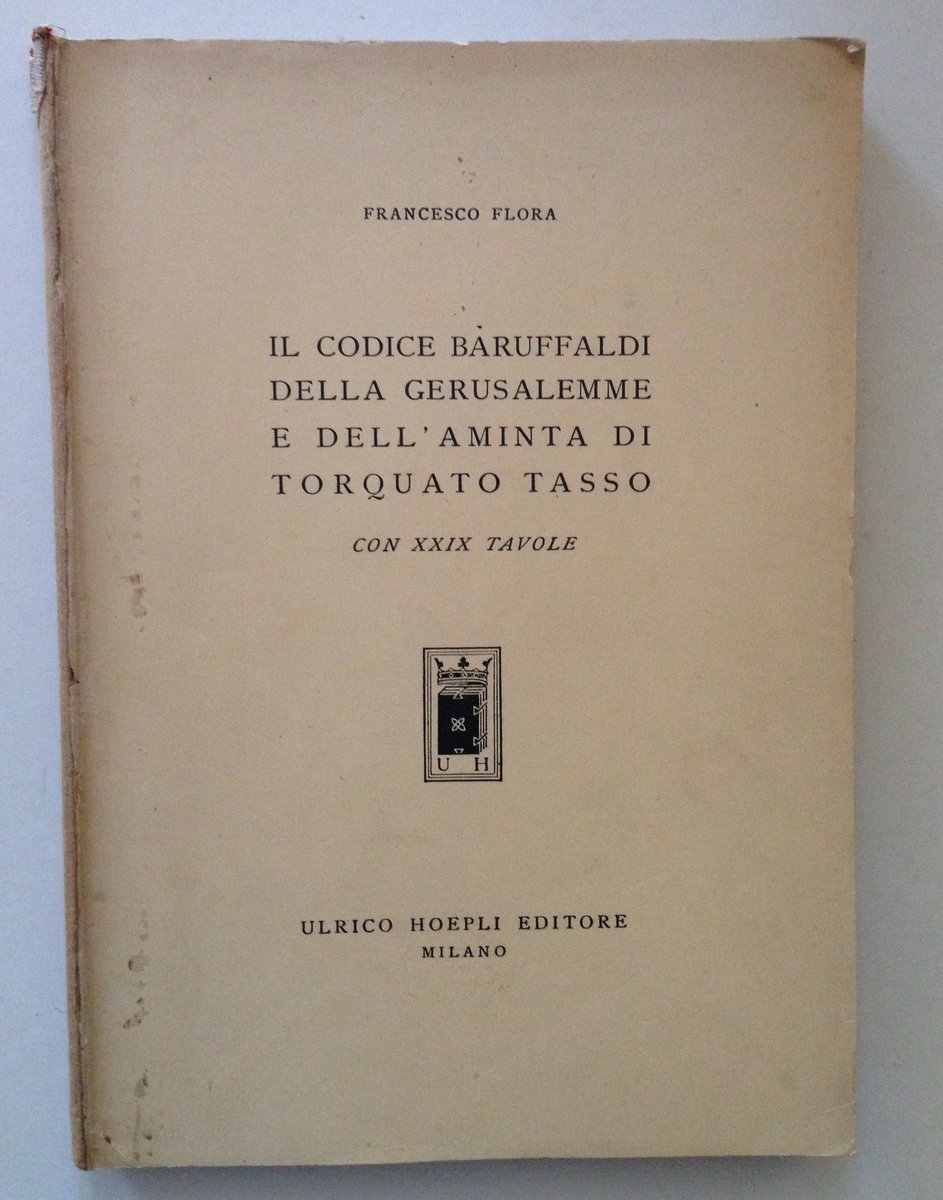 FRANCESCO FLORA
IL CODICE BARUFFALDI
DELLA GERUSALEMME
E DELL'AMINTA DI
TORQUATO TASSO
CON XXIX TAVOLE
U H
ULRICO HOEPLI EDITORE
MILANO